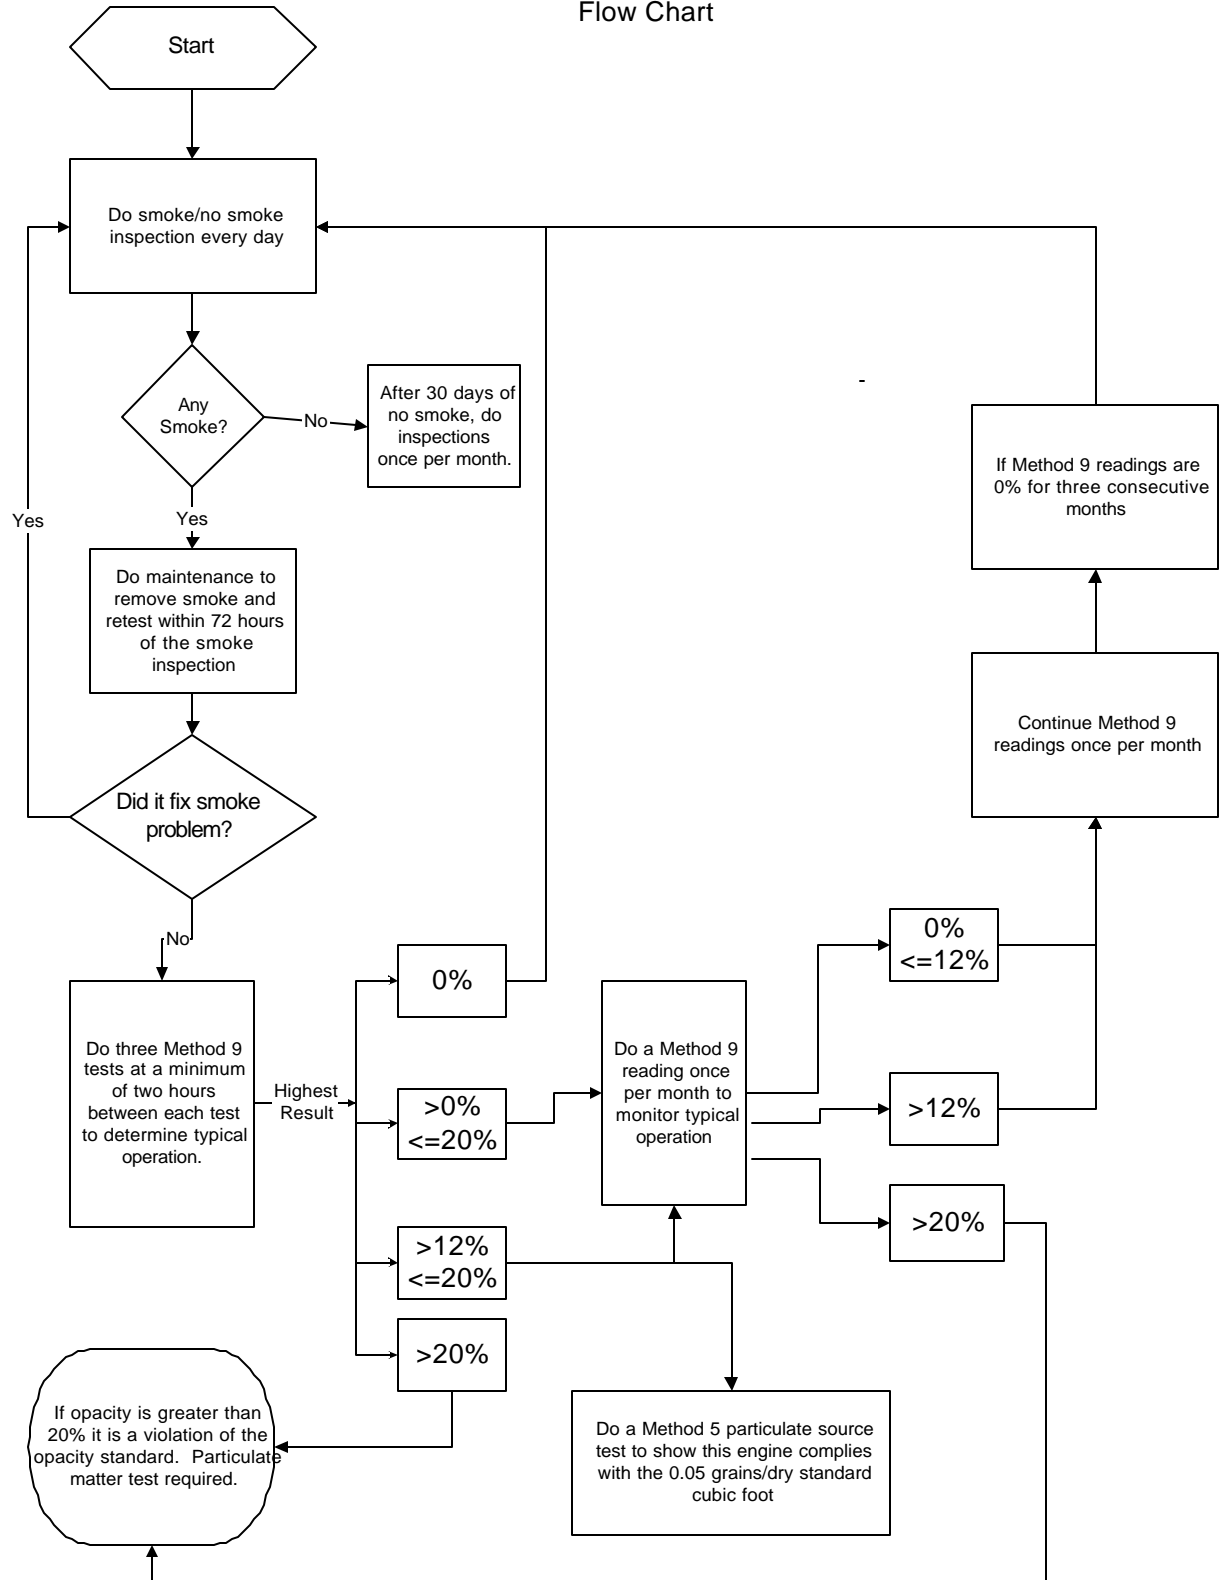 Flow Chart
Start
Do smoke/no smoke
inspection every day
Any
Smoke?
No
After 30 days of
no smoke, do
inspections
once per month.
-
If Method 9 readings are
0% for three consecutive
months
Yes
Yes
Do maintenance to
remove smoke and
retest within 72 hours
of the smoke
inspection
Continue Method 9
readings once per month
Did it fix smoke
problem?
No
Do three Method 9
tests at a minimum
of two hours
between each test
to determine typical
operation.
Highest
Result
0%
>0%
<=20%
>12%
<=20%
>20%
Do a Method 9
reading once
per month to
monitor typical
operation
0%
<=12%
>12%
>20%
If opacity is greater than
20% it is a violation of the
opacity standard.  Particulate
matter test required.
Do a Method 5 particulate source
test to show this engine complies
with the 0.05 grains/dry standard
cubic foot